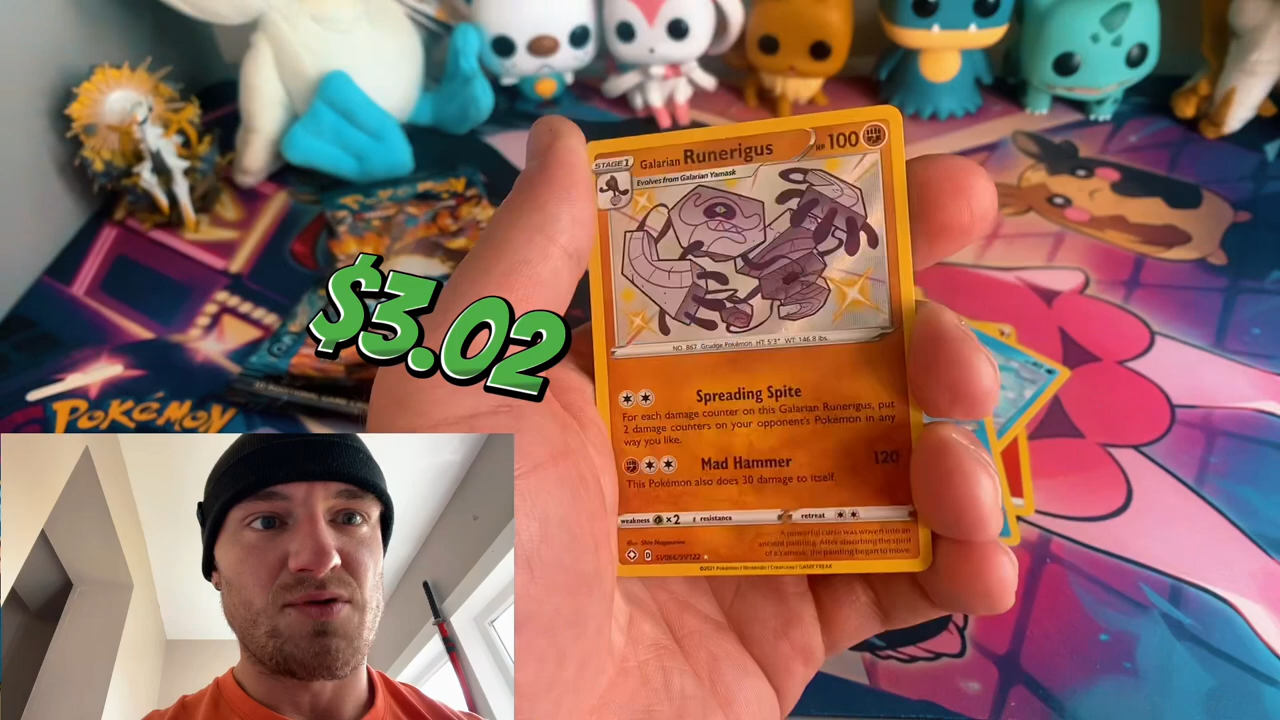 STAGE 1
Galarian Runerigus
HP 100
Evolves from Galarian Yamask
$3.02
NO. 867 Grudge Pokémon HT: 5'3" WT: 146.8 lbs.
Spreading Spite
For each damage counter on this Galarian Runerigus, put
2 damage counters on your opponent's Pokémon in any
way you like.
Mad Hammer 120
This Pokémon also does 30 damage to itself.
weakness ×2 resistance retreat
Illus. Shin Nagasawa
A powerful curse was woven into an
ancient painting. After absorbing the spirit
of a Yamask, the painting began to move.
D SV066/SV122
©2021 Pokémon / Nintendo / Creatures / GAME FREAK
POKÉMON